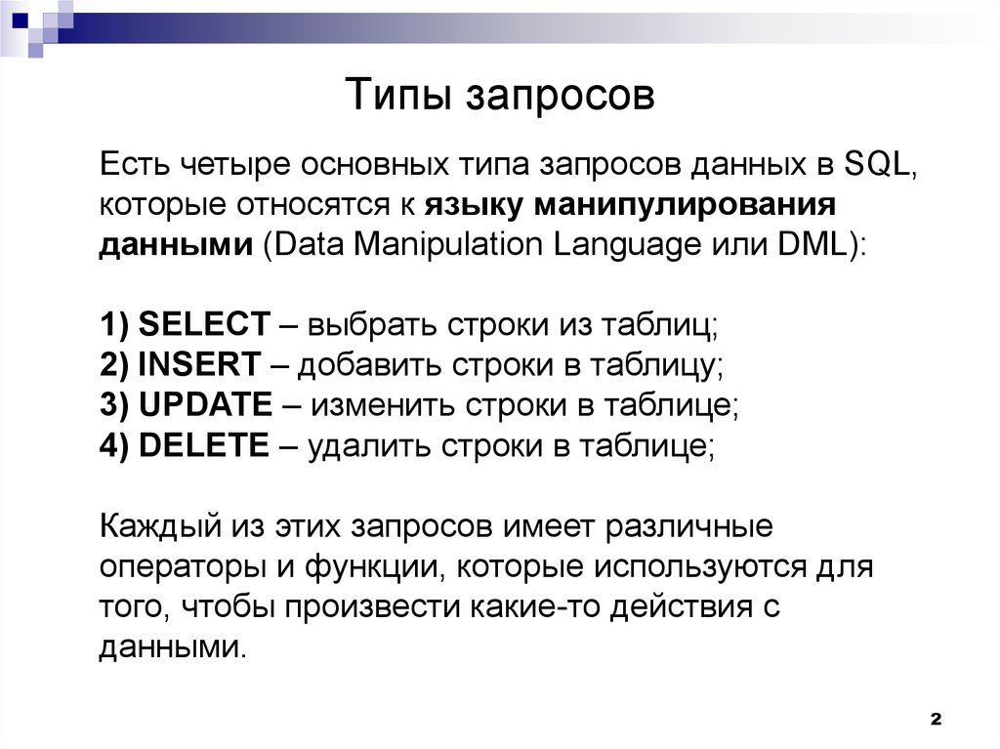 Типы запросов
Есть четыре основных типа запросов данных в SQL,
которые относятся к языку манипулирования
данными (Data Manipulation Language или DML):
1) SELECT – выбрать строки из таблиц;
2) INSERT – добавить строки в таблицу;
3) UPDATE – изменить строки в таблице;
4) DELETE – удалить строки в таблице;
Каждый из этих запросов имеет различные
операторы и функции, которые используются для
того, чтобы произвести какие-то действия с
данными.
2